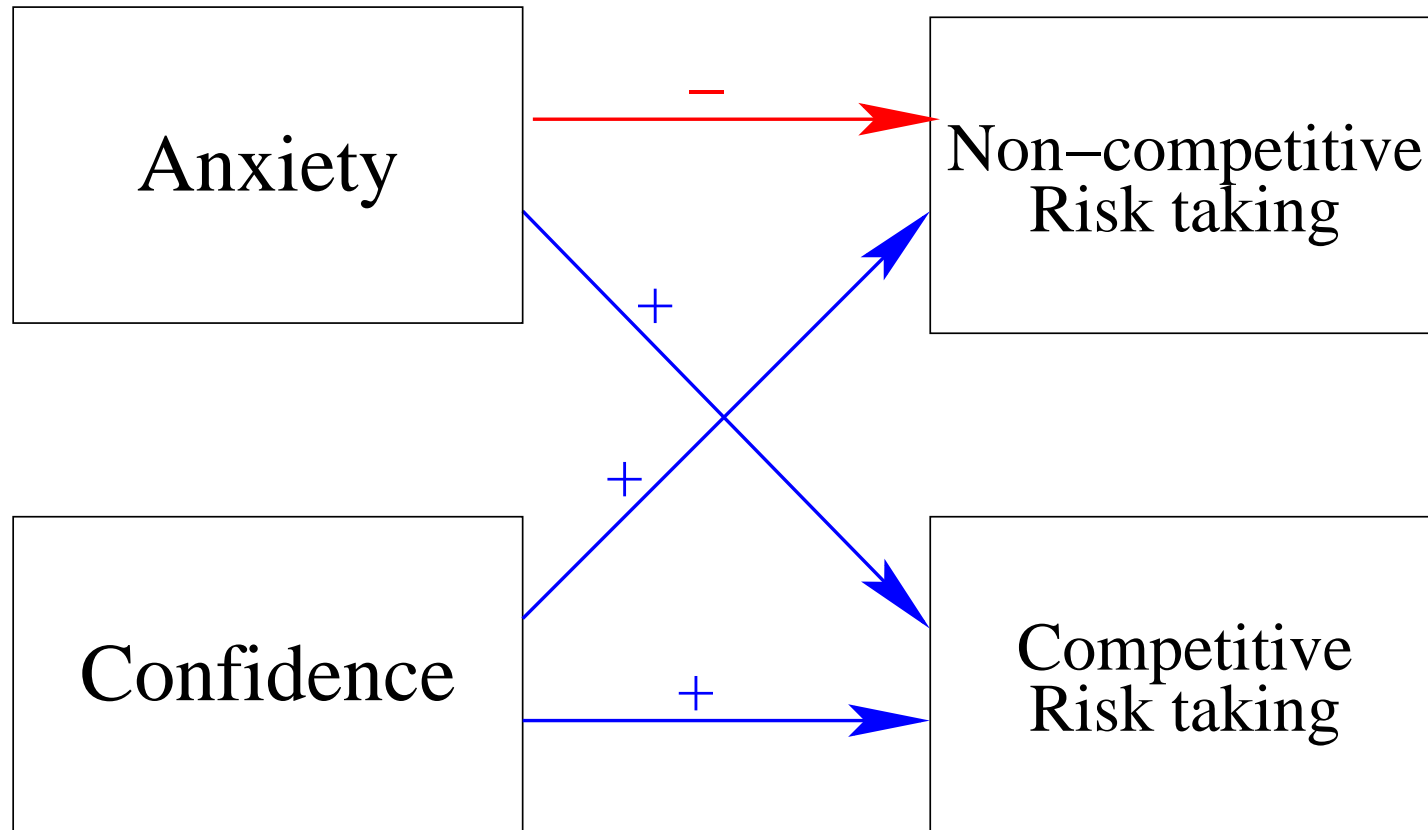 Anxiety
−
Non−competitive
Risk taking
+
+
Confidence
+
Competitive
Risk taking